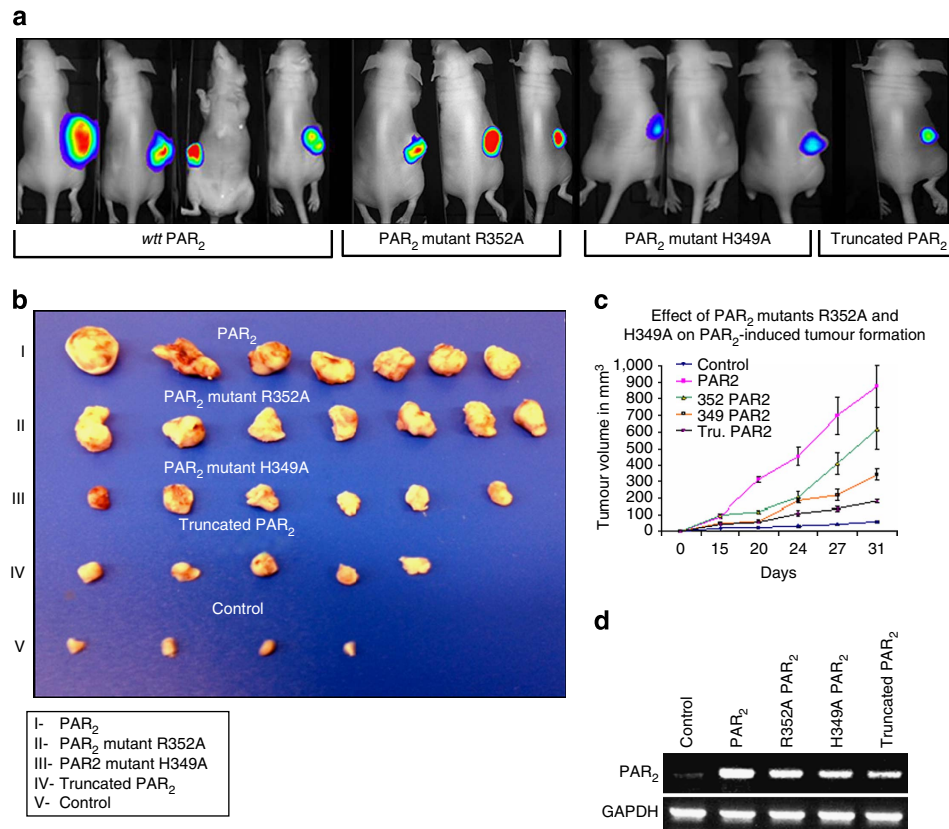 a
wtt PAR2
PAR2 mutant R352A
PAR2 mutant H349A
Truncated PAR2
b
PAR2
I
PAR2 mutant R352A
II
PAR2 mutant H349A
III
Truncated PAR2
IV
Control
V
I- PAR2
II- PAR2 mutant R352A
III- PAR2 mutant H349A
IV- Truncated PAR2
V- Control
c
Effect of PAR2 mutants R352A and
H349A on PAR2-induced tumour formation
Tumour volume in mm3
1,000
900
800
700
600
500
400
300
200
100
0
Control
PAR2
352 PAR2
349 PAR2
Tru. PAR2
0 15 20 24 27 31
Days
d
Control
PAR2
R352A PAR2
H349A PAR2
Truncated PAR2
PAR2
GAPDH